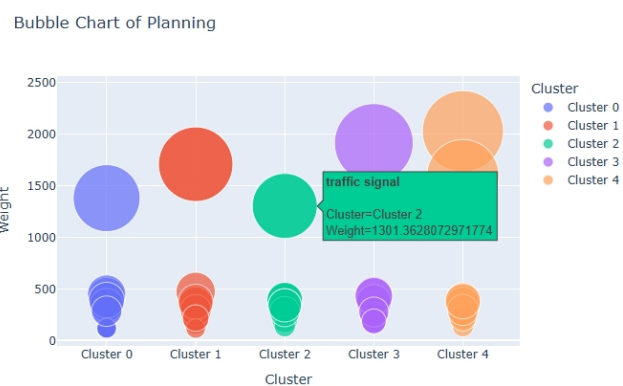 Bubble Chart of Planning
2500
2000
1500
1000
500
0
Weight
Cluster 0
Cluster 1
Cluster 2
Cluster 3
Cluster 4
Cluster
traffic signal
Cluster=Cluster 2
Weight=1301.3628072971774
Cluster
Cluster 0
Cluster 1
Cluster 2
Cluster 3
Cluster 4